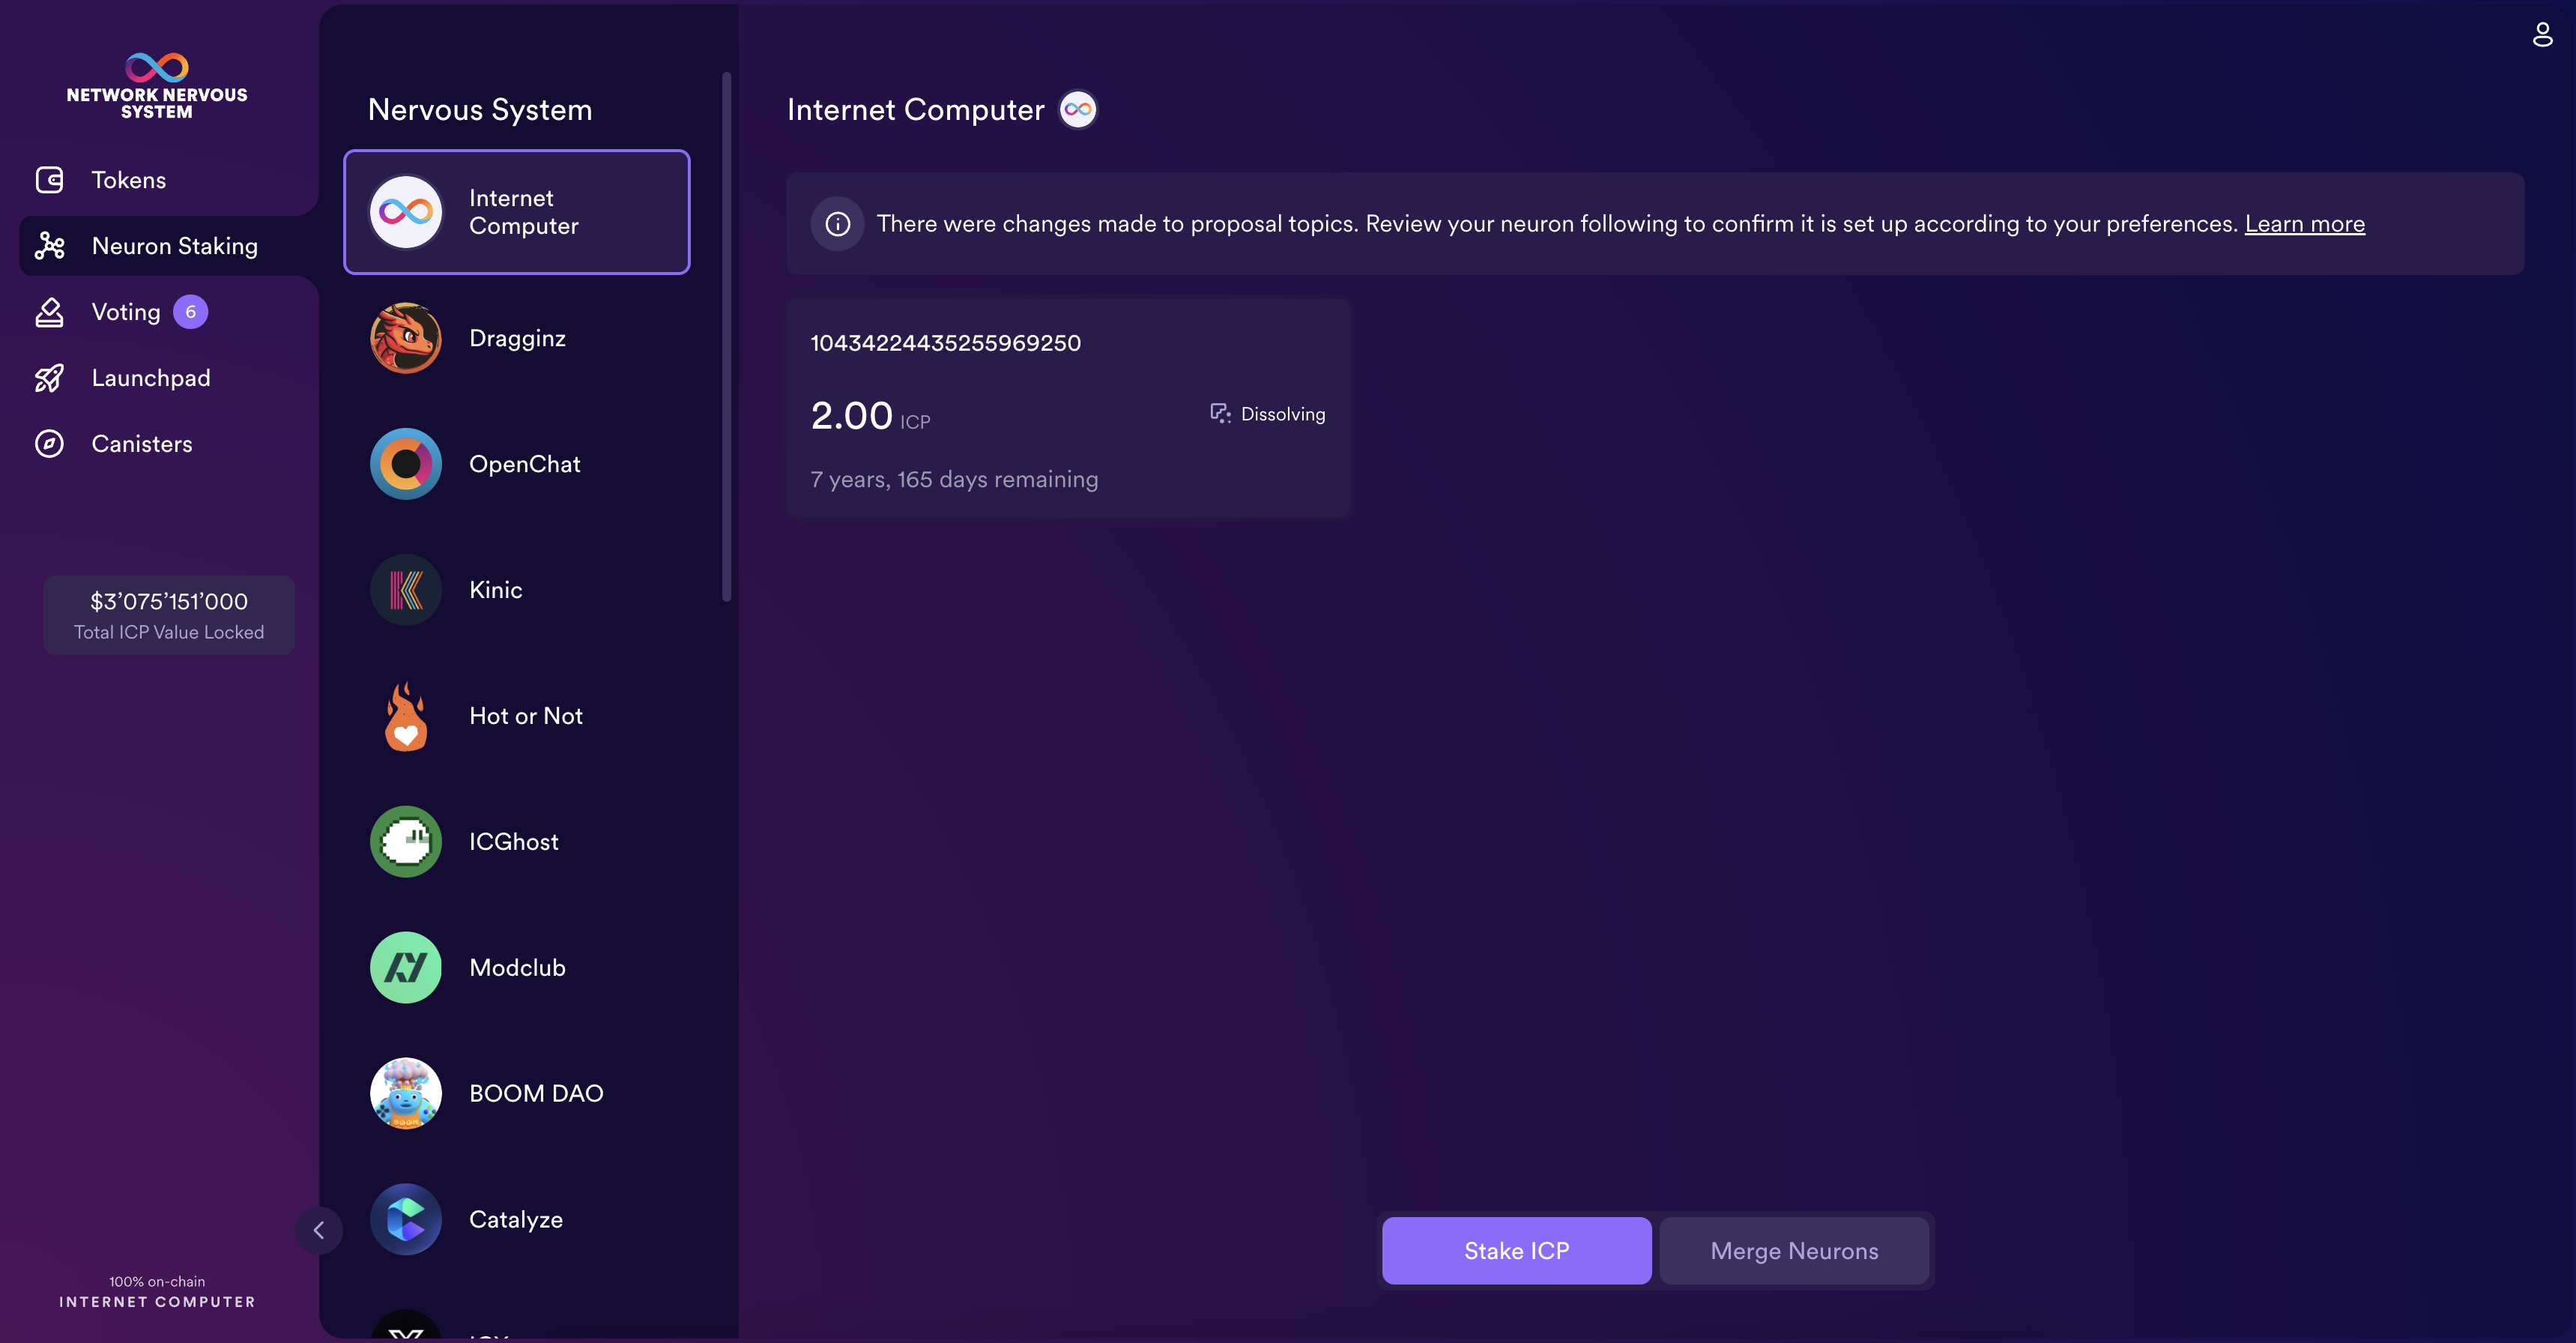 NETWORK NERVOUS
SYSTEM
Tokens
Neuron Staking
Voting 6
Launchpad
Canisters
$3’075’151’000
Total ICP Value Locked
100% on-chain
INTERNET COMPUTER
Nervous System
Internet
Computer
Dragginz
OpenChat
Kinic
Hot or Not
ICGhost
Modclub
BOOM DAO
Catalyze
Internet Computer
There were changes made to proposal topics. Review your neuron following to confirm it is set up according to your preferences. Learn more
10434224435255969250
2.00 ICP
Dissolving
7 years, 165 days remaining
Stake ICP
Merge Neurons